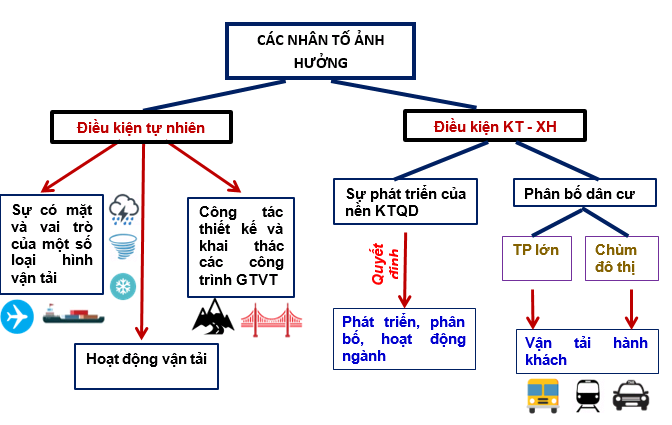 CÁC NHÂN TỐ ẢNH
HƯỞNG
Điều kiện tự nhiên
Điều kiện KT - XH
Sự có mặt
và vai trò
của một số
loại hình
vận tải
Công tác
thiết kế và
khai thác
các công
trình GTVT
Hoạt động vận tải
Sự phát triển của
nền KTQD
Phân bố dân cư
Quyết
định
TP lớn
Chùm
đô thị
Phát triển, phân
bố, hoạt động
ngành
Vận tải hành
khách